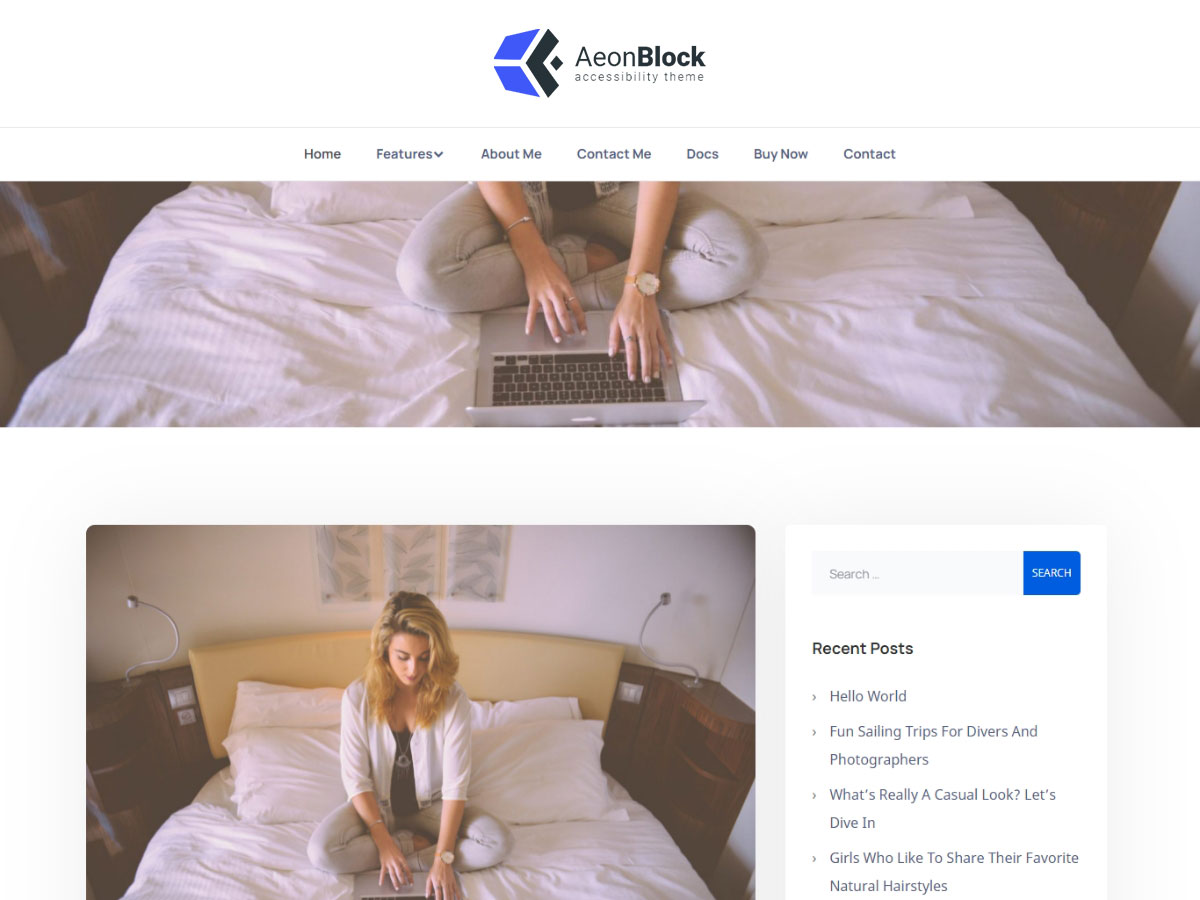 AeonBlock
accessibility theme
Home Features About Me Contact Me Docs Buy Now Contact
Search ...
SEARCH
Recent Posts
› Hello World
› Fun Sailing Trips For Divers And
Photographers
› What's Really A Casual Look? Let's
Dive In
› Girls Who Like To Share Their Favorite
Natural Hairstyles